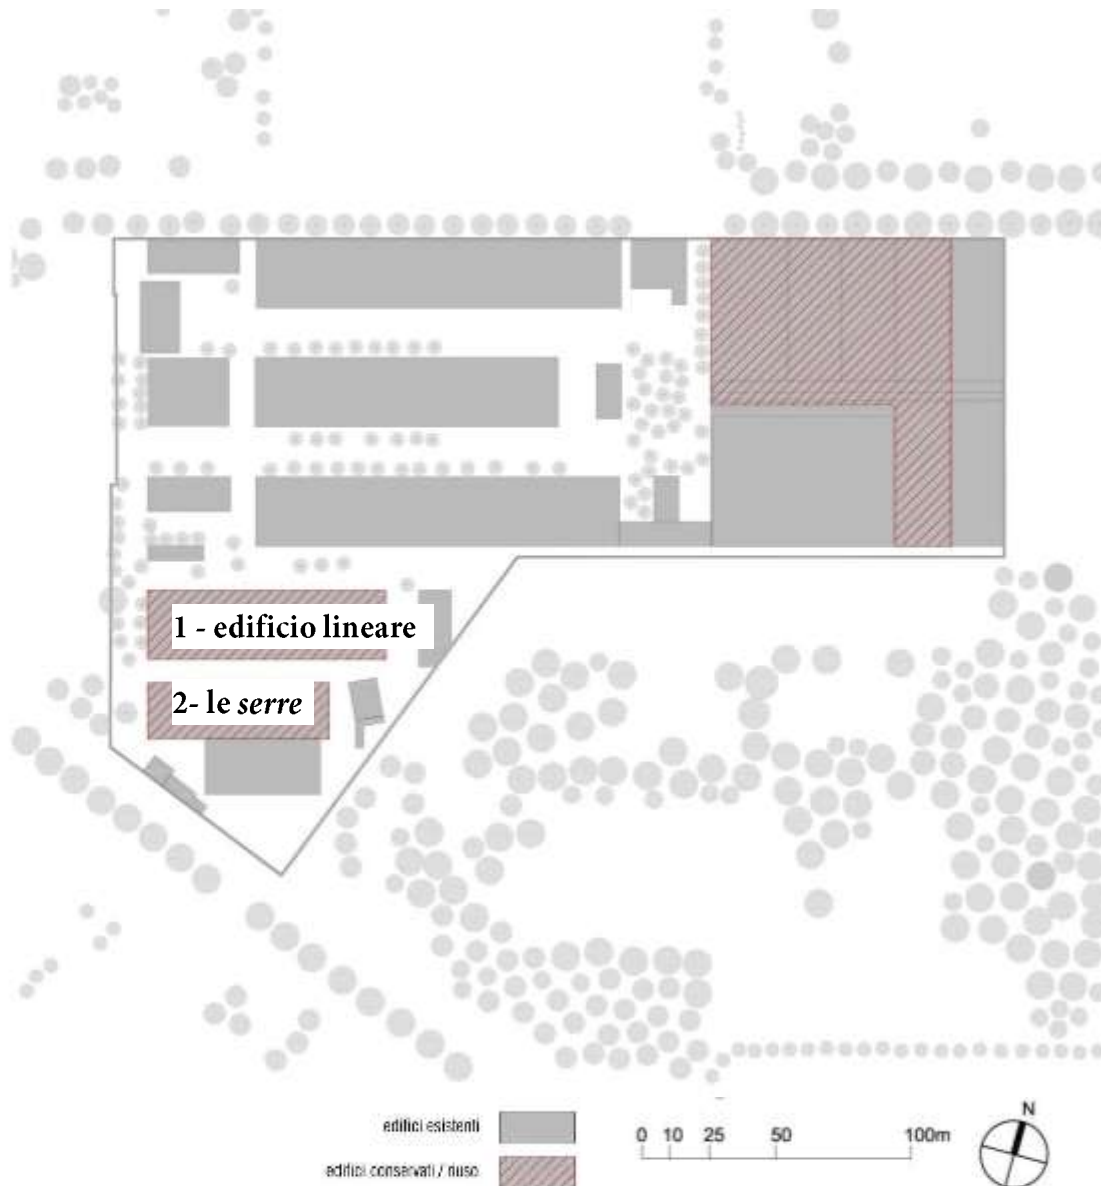 1 - edificio lineare
2- le serre
edifici esistenti
edifici conservati / riuso
0 10 25 50 100m
N